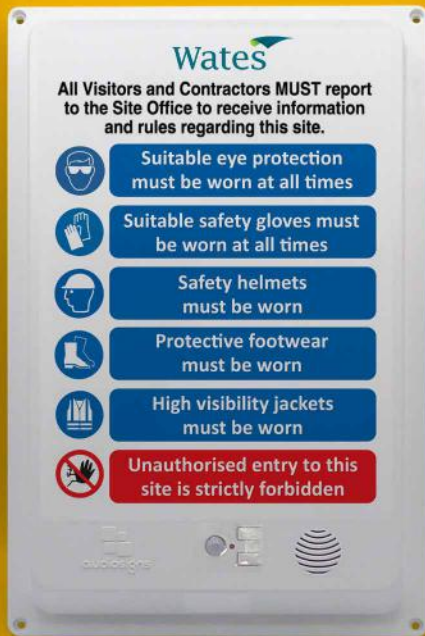 Wates
All Visitors and Contractors MUST report
to the Site Office to receive information
and rules regarding this site.
Suitable eye protection
must be worn at all times
Suitable safety gloves must
be worn at all times
Safety helmets
must be worn
Protective footwear
must be worn
High visibility jackets
must be worn
Unauthorised entry to this
site is strictly forbidden
audiosigns